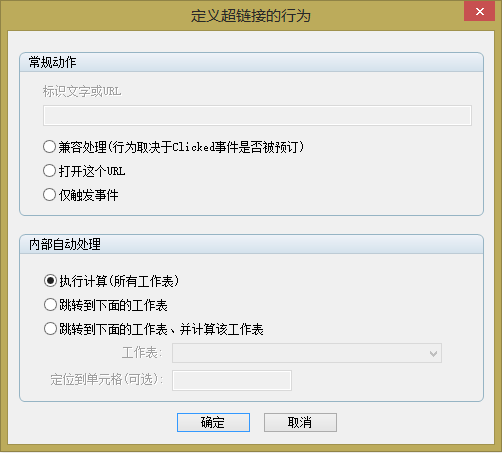 定义超链接的行为
常规动作
标识文字或URL
兼容处理(行为取决于Clicked事件是否被预订)
打开这个URL
仅触发事件
内部自动处理
执行计算(所有工作表)
跳转到下面的工作表
跳转到下面的工作表、并计算该工作表
工作表:
定位到单元格(可选):
确定 取消